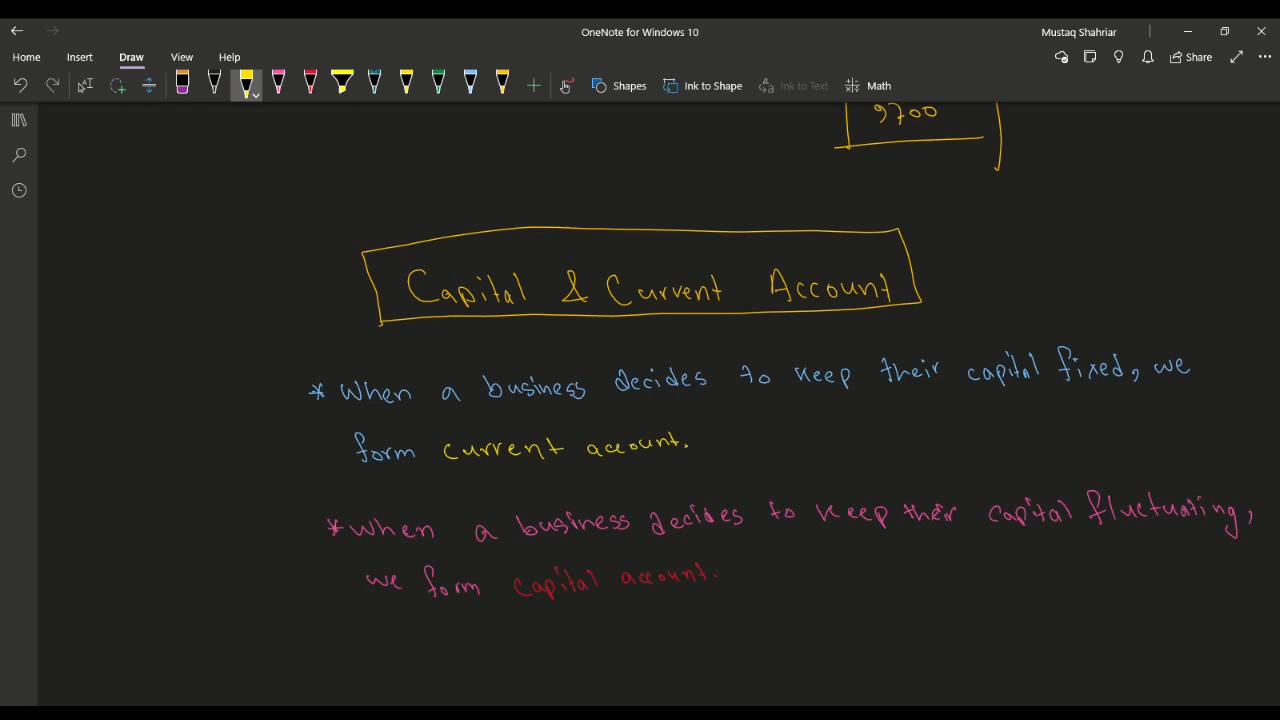 OneNote for Windows 10
Mustaq Shahriar
Home Insert Draw View Help
Share
Shapes Ink to Shape Ink to Text Math
9700
Capital & Current Account
* When a business decides to keep their capital fixed, we
form current account.
* When a business decides to keep their capital fluctuating,
we form capital account.